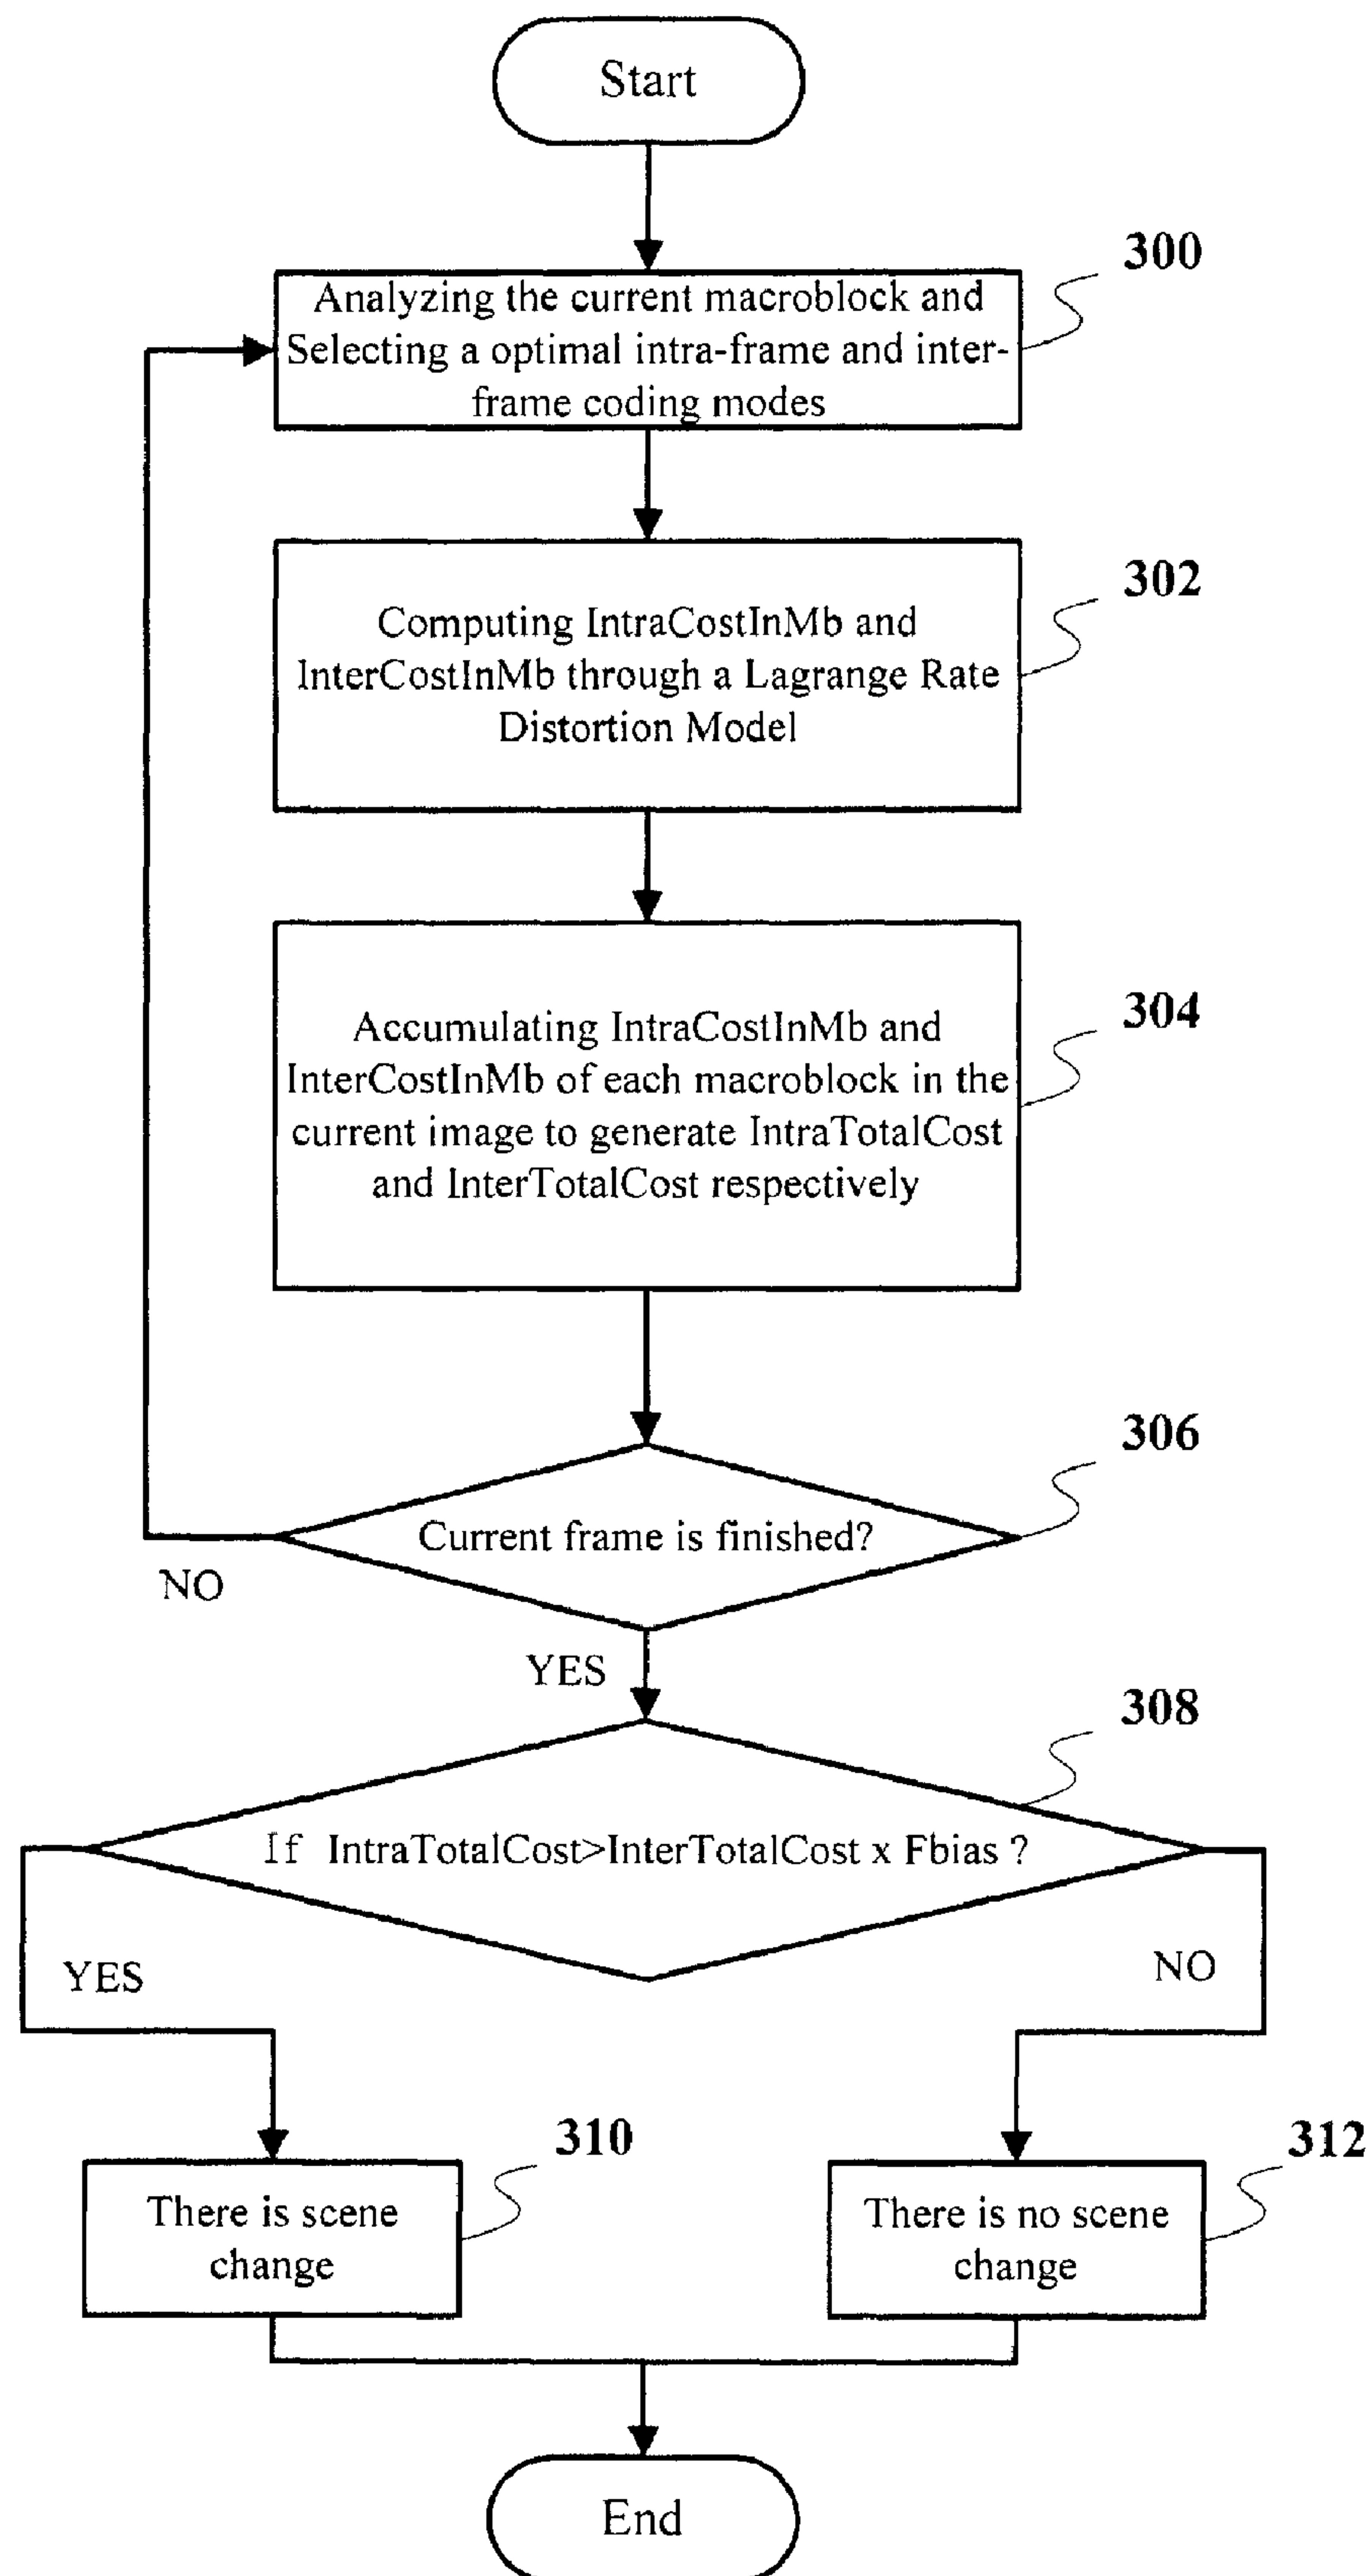 Start
300
Analyzing the current macroblock and
Selecting a optimal intra-frame and inter-
frame coding modes
302
Computing IntraCostInMb and
InterCostInMb through a Lagrange Rate
Distortion Model
304
Accumulating IntraCostInMb and
InterCostInMb of each macroblock in the
current image to generate IntraTotalCost
and InterTotalCost respectively
306
Current frame is finished?
NO
YES
308
If IntraTotalCost>InterTotalCost x Fbias ?
YES
NO
310
312
There is scene
change
There is no scene
change
End